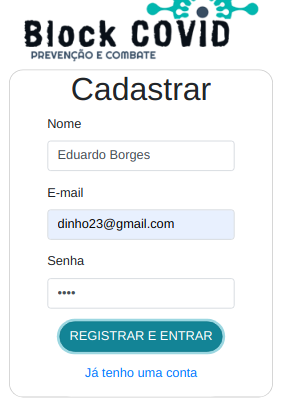 Block COVID
PREVENÇÃO E COMBATE
Cadastrar
Nome
Eduardo Borges
E-mail
dinho23@gmail.com
Senha
••••
REGISTRAR E ENTRAR
Já tenho uma conta